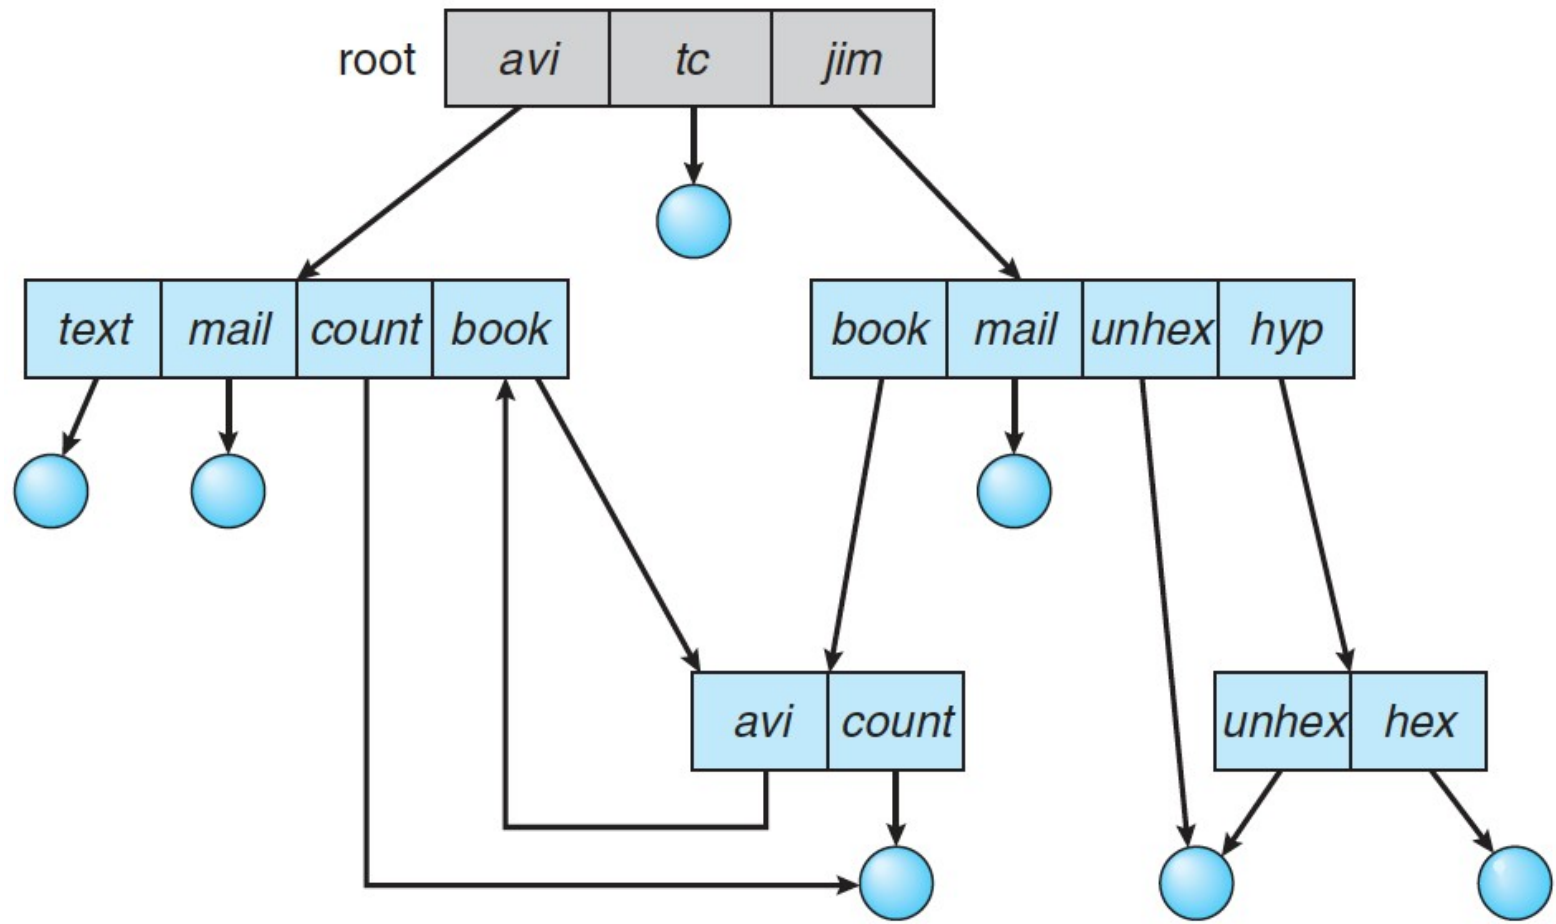 root avi tc jim
text mail count book book mail unhex hyp
avi count unhex hex